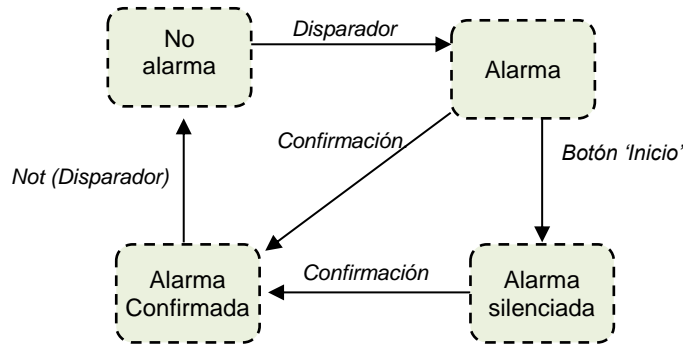 No
alarma
Disparador
Alarma
Confirmación
Botón ‘Inicio’
Not (Disparador)
Alarma
Confirmada
Confirmación
Alarma
silenciada